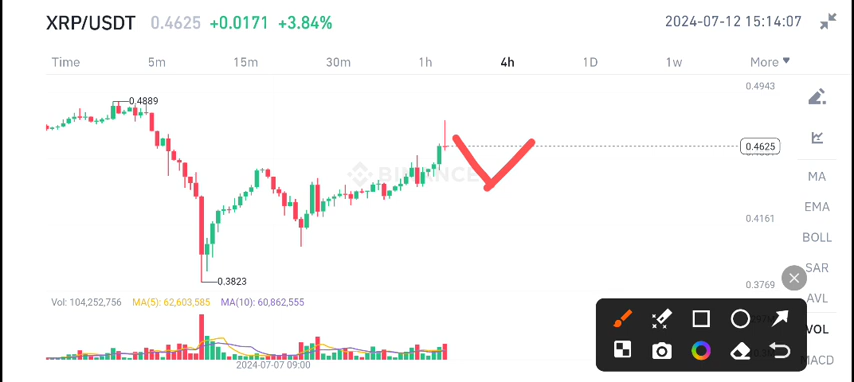 XRP/USDT 0.4625 +0.0171 +3.84% 2024-07-12 15:14:07
Time 5m 15m 30m 1h 4h 1D 1w More
0.4943
0.4889
0.4625
BINANCE
MA
EMA
0.4161
BOLL
SAR
0.3823
0.3769
AVL
Vol: 104,252,756 MA(5): 62,603,585 MA(10): 60,862,555
VOL
MACD
2024-07-07 09:00